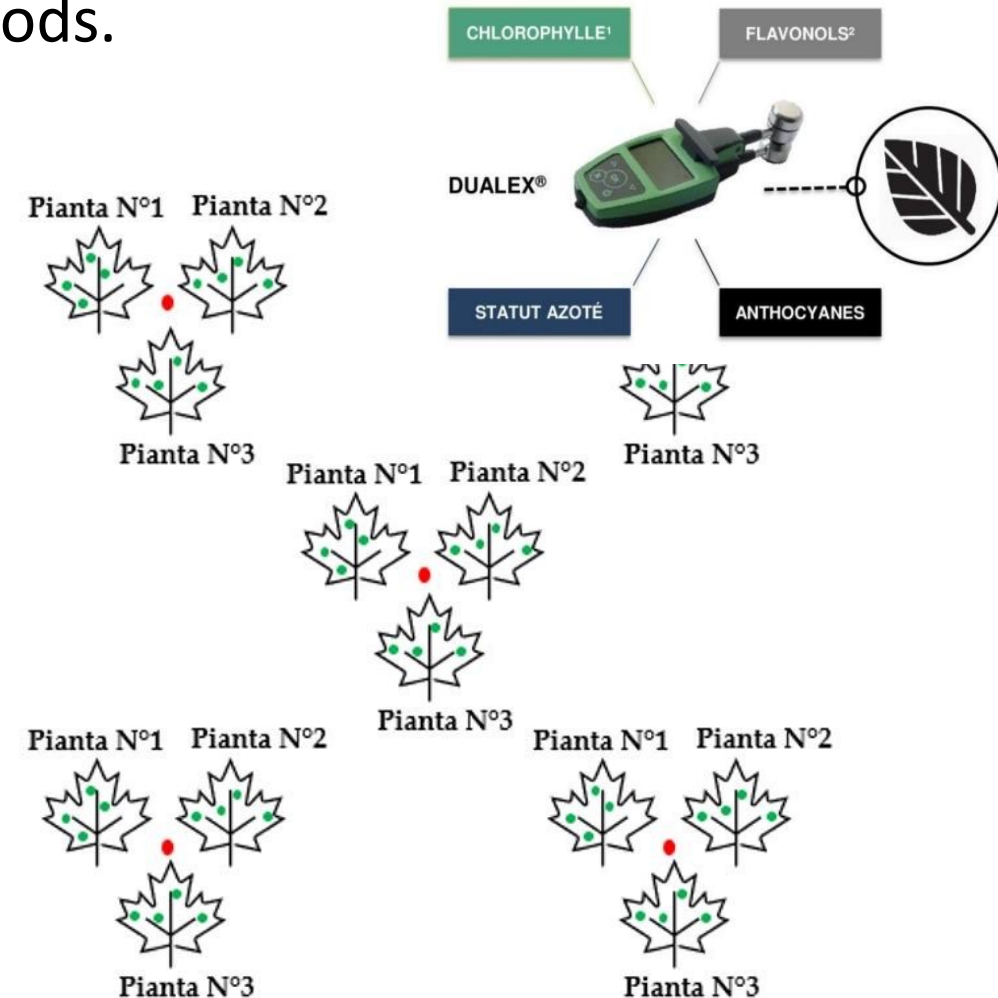 ods.
CHLOROPHYLLE¹ FLAVONOLS²
DUALEX®
STATUT AZOTÉ ANTHOCYANES
Pianta N°1 Pianta N°2
Pianta N°3
Pianta N°3
Pianta N°1 Pianta N°2
Pianta N°3
Pianta N°1 Pianta N°2
Pianta N°3
Pianta N°1 Pianta N°2
Pianta N°3